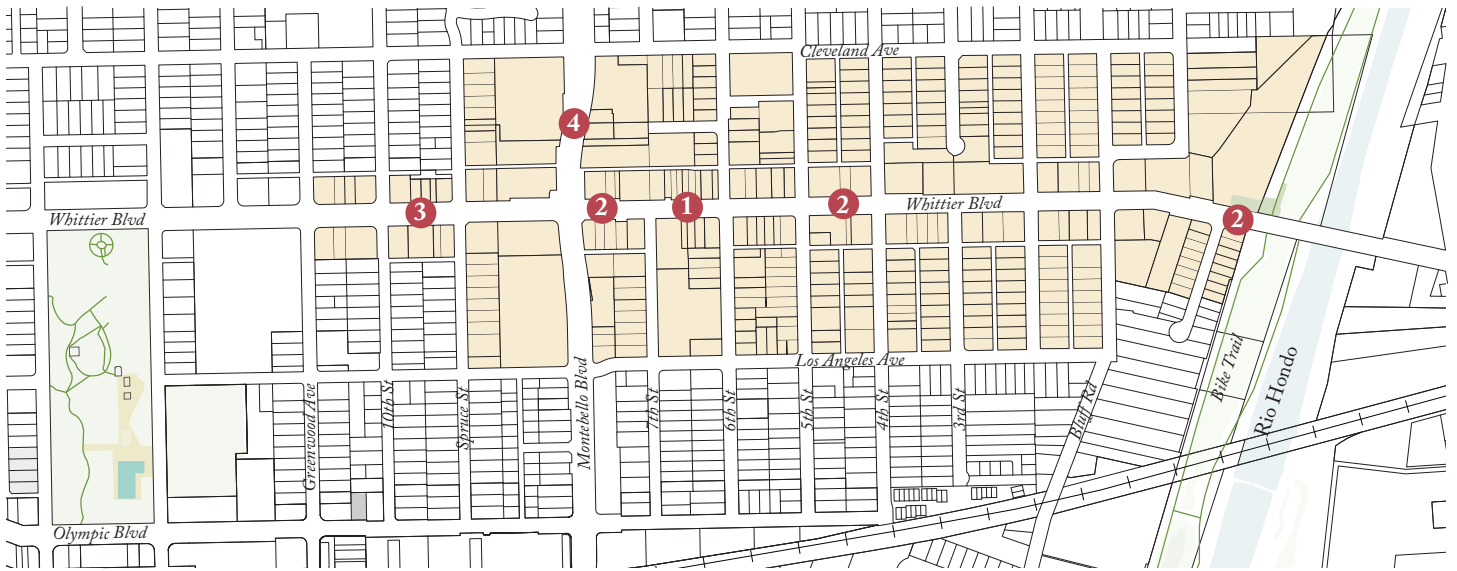 Cleveland Ave
4
3
2
1
2
Whittier Blvd
2
Whittier Blvd
Los Angeles Ave
Greenwood Ave
10th St
Spruce St
Montebello Blvd
7th St
6th St
5th St
4th St
3rd St
Bluff Rd
Bike Trail
Rio Hondo
Olympic Blvd